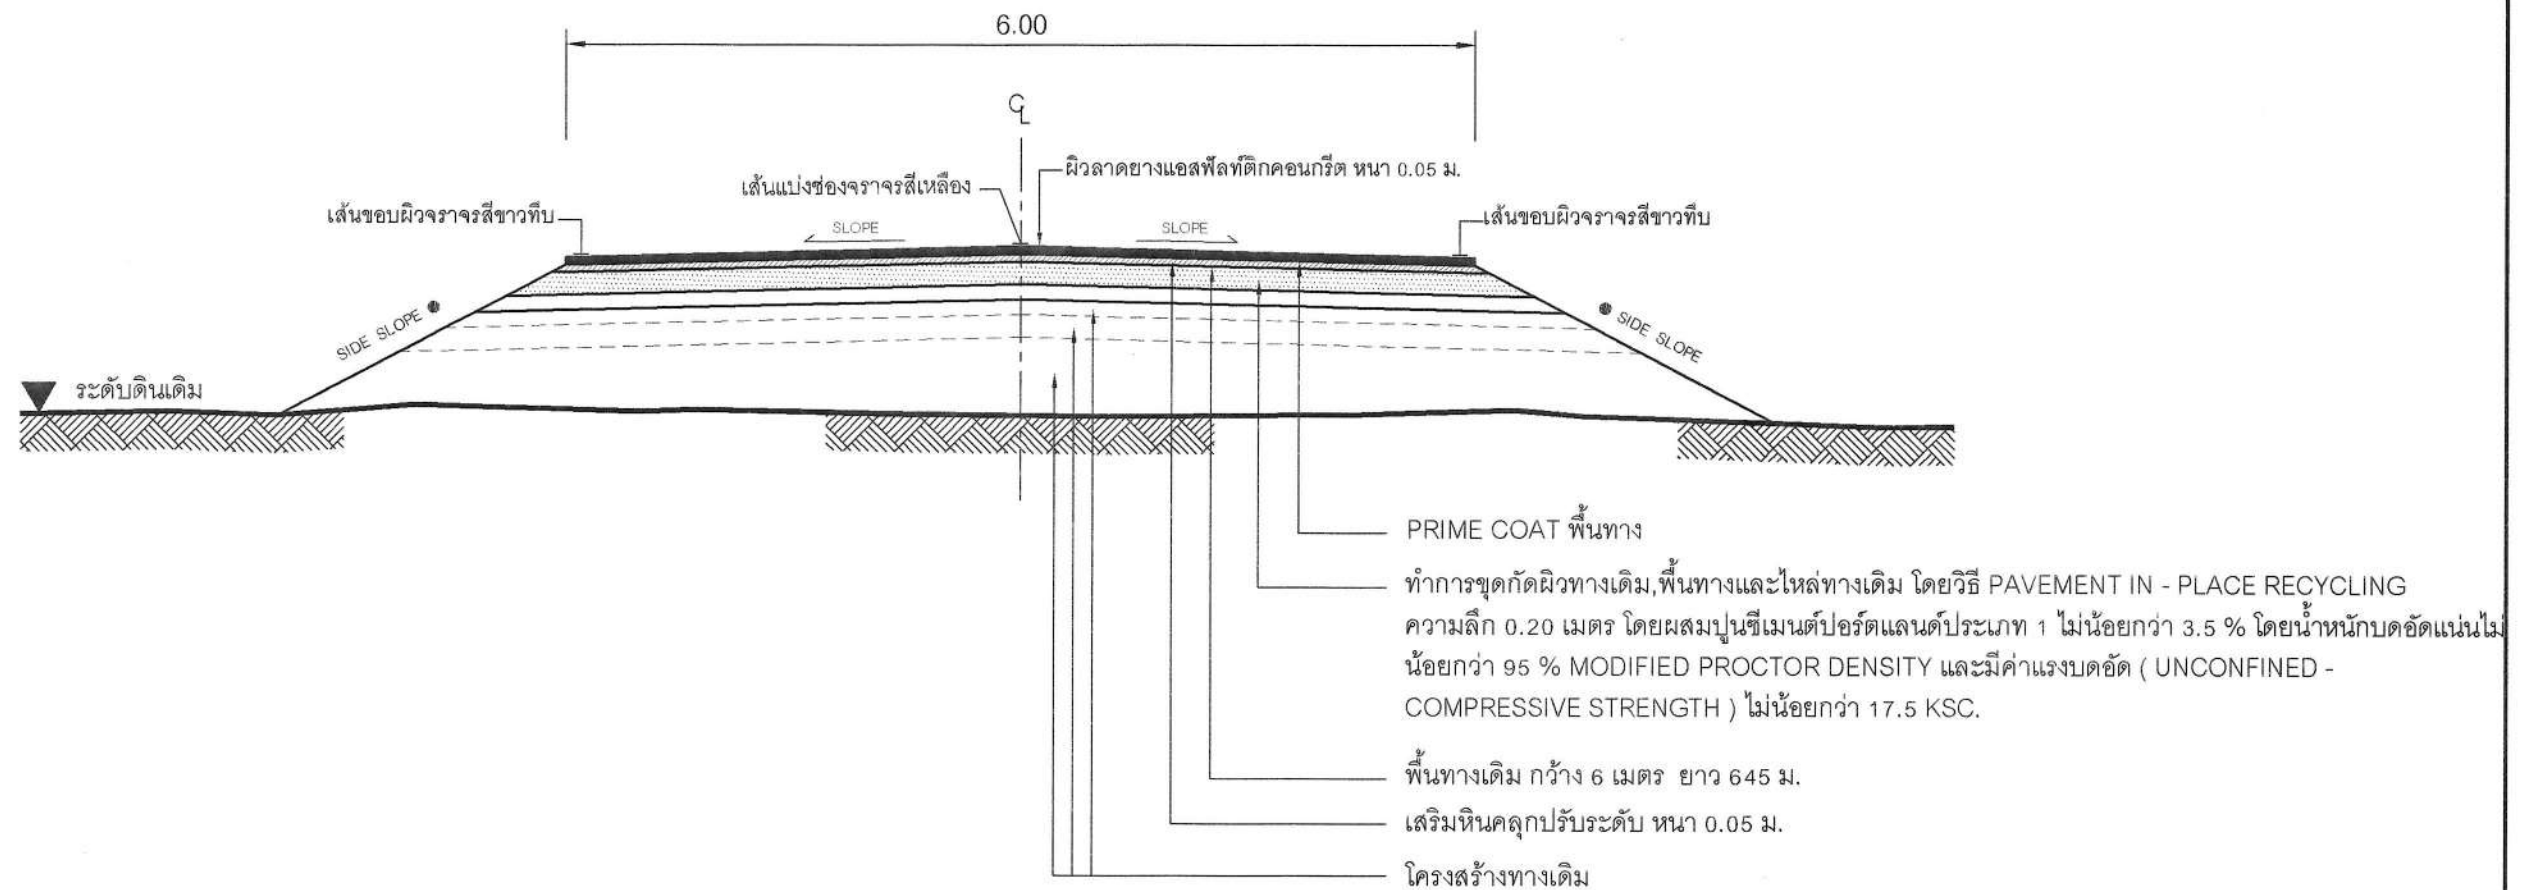 6.00
C̲L
ผิวลาดยางแอสฟัลท์ติกคอนกรีต หนา 0.05 ม.
เส้นแบ่งช่องจราจรสีเหลือง
เส้นขอบผิวจราจรสีขาวทึบ
เส้นขอบผิวจราจรสีขาวทึบ
SLOPE
SLOPE
SIDE SLOPE
SIDE SLOPE
ระดับดินเดิม
PRIME COAT พื้นทาง
ทำการขุดกัดผิวทางเดิม,พื้นทางและไหล่ทางเดิม โดยวิธี PAVEMENT IN - PLACE RECYCLING
ความลึก 0.20 เมตร โดยผสมปูนซีเมนต์ปอร์ตแลนด์ประเภท 1 ไม่น้อยกว่า 3.5 % โดยน้ำหนักบดอัดแน่นไม่
น้อยกว่า 95 % MODIFIED PROCTOR DENSITY และมีค่าแรงบดอัด ( UNCONFINED -
COMPRESSIVE STRENGTH ) ไม่น้อยกว่า 17.5 KSC.
พื้นทางเดิม กว้าง 6 เมตร ยาว 645 ม.
เสริมหินคลุกปรับระดับ หนา 0.05 ม.
โครงสร้างทางเดิม